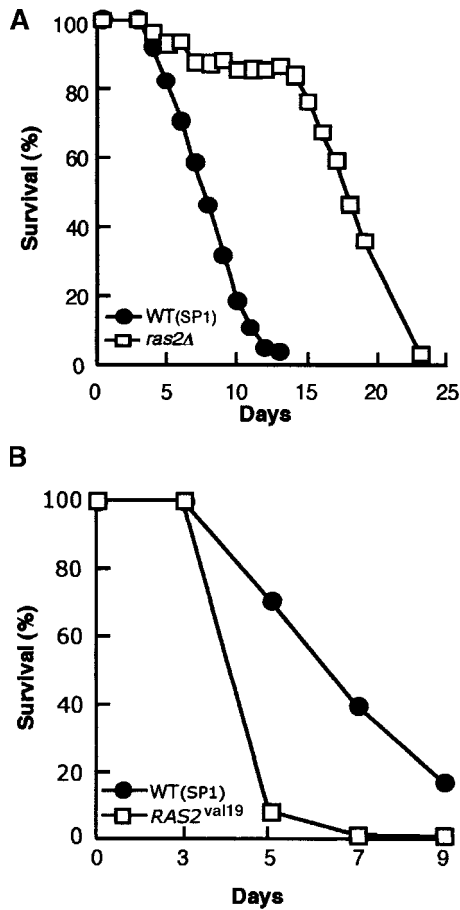 A
Survival (%)
100
80
60
40
20
0
WT(SP1)
ras2Δ
0 5 10 15 20 25
Days
B
Survival (%)
100
80
60
40
20
0
WT(SP1)
RAS2val19
0 3 5 7 9
Days